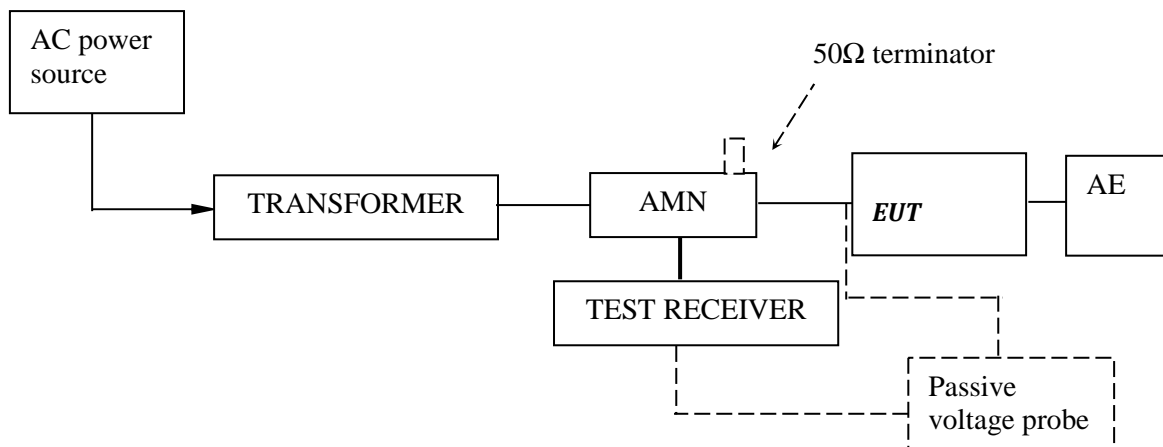 AC power
source
50Ω terminator
TRANSFORMER
AMN
EUT
AE
TEST RECEIVER
Passive
voltage probe